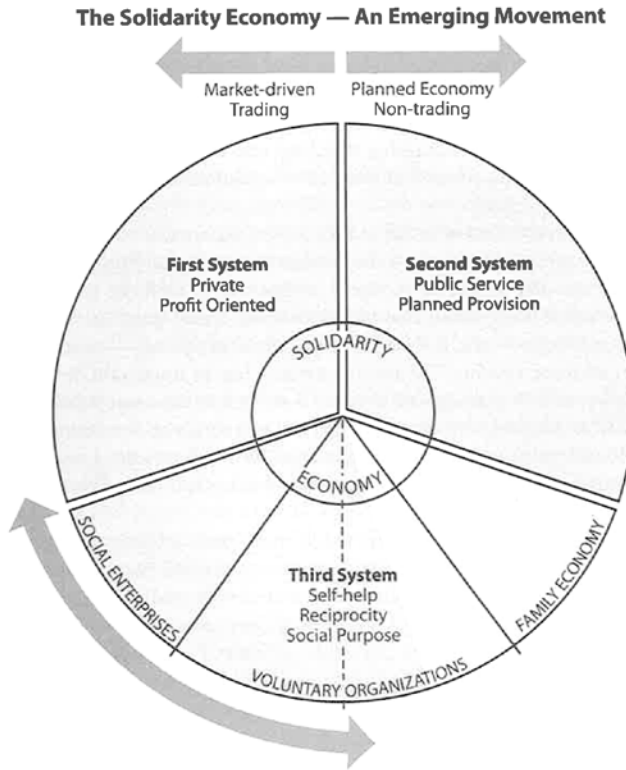 The Solidarity Economy — An Emerging Movement
Market-driven
Trading
Planned Economy
Non-trading
First System
Private
Profit Oriented
Second System
Public Service
Planned Provision
SOLIDARITY
ECONOMY
SOCIAL ENTERPRISES
Third System
Self-help
Reciprocity
Social Purpose
FAMILY ECONOMY
VOLUNTARY ORGANIZATIONS